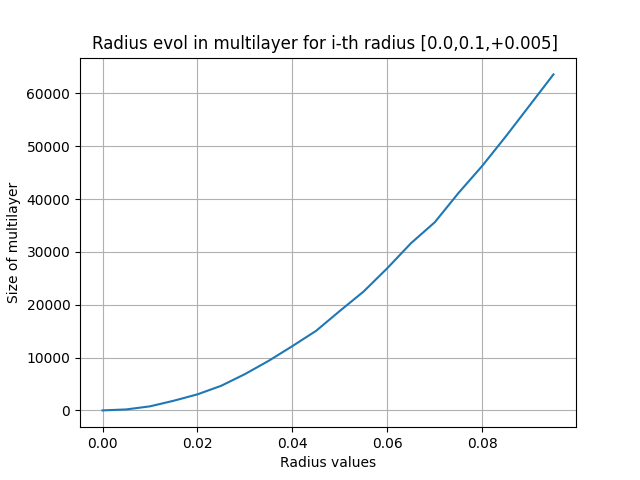 Radius evol in multilayer for i-th radius [0.0,0.1,+0.005]
60000
50000
40000
30000
20000
10000
0
Size of multilayer
0.00 0.02 0.04 0.06 0.08
Radius values